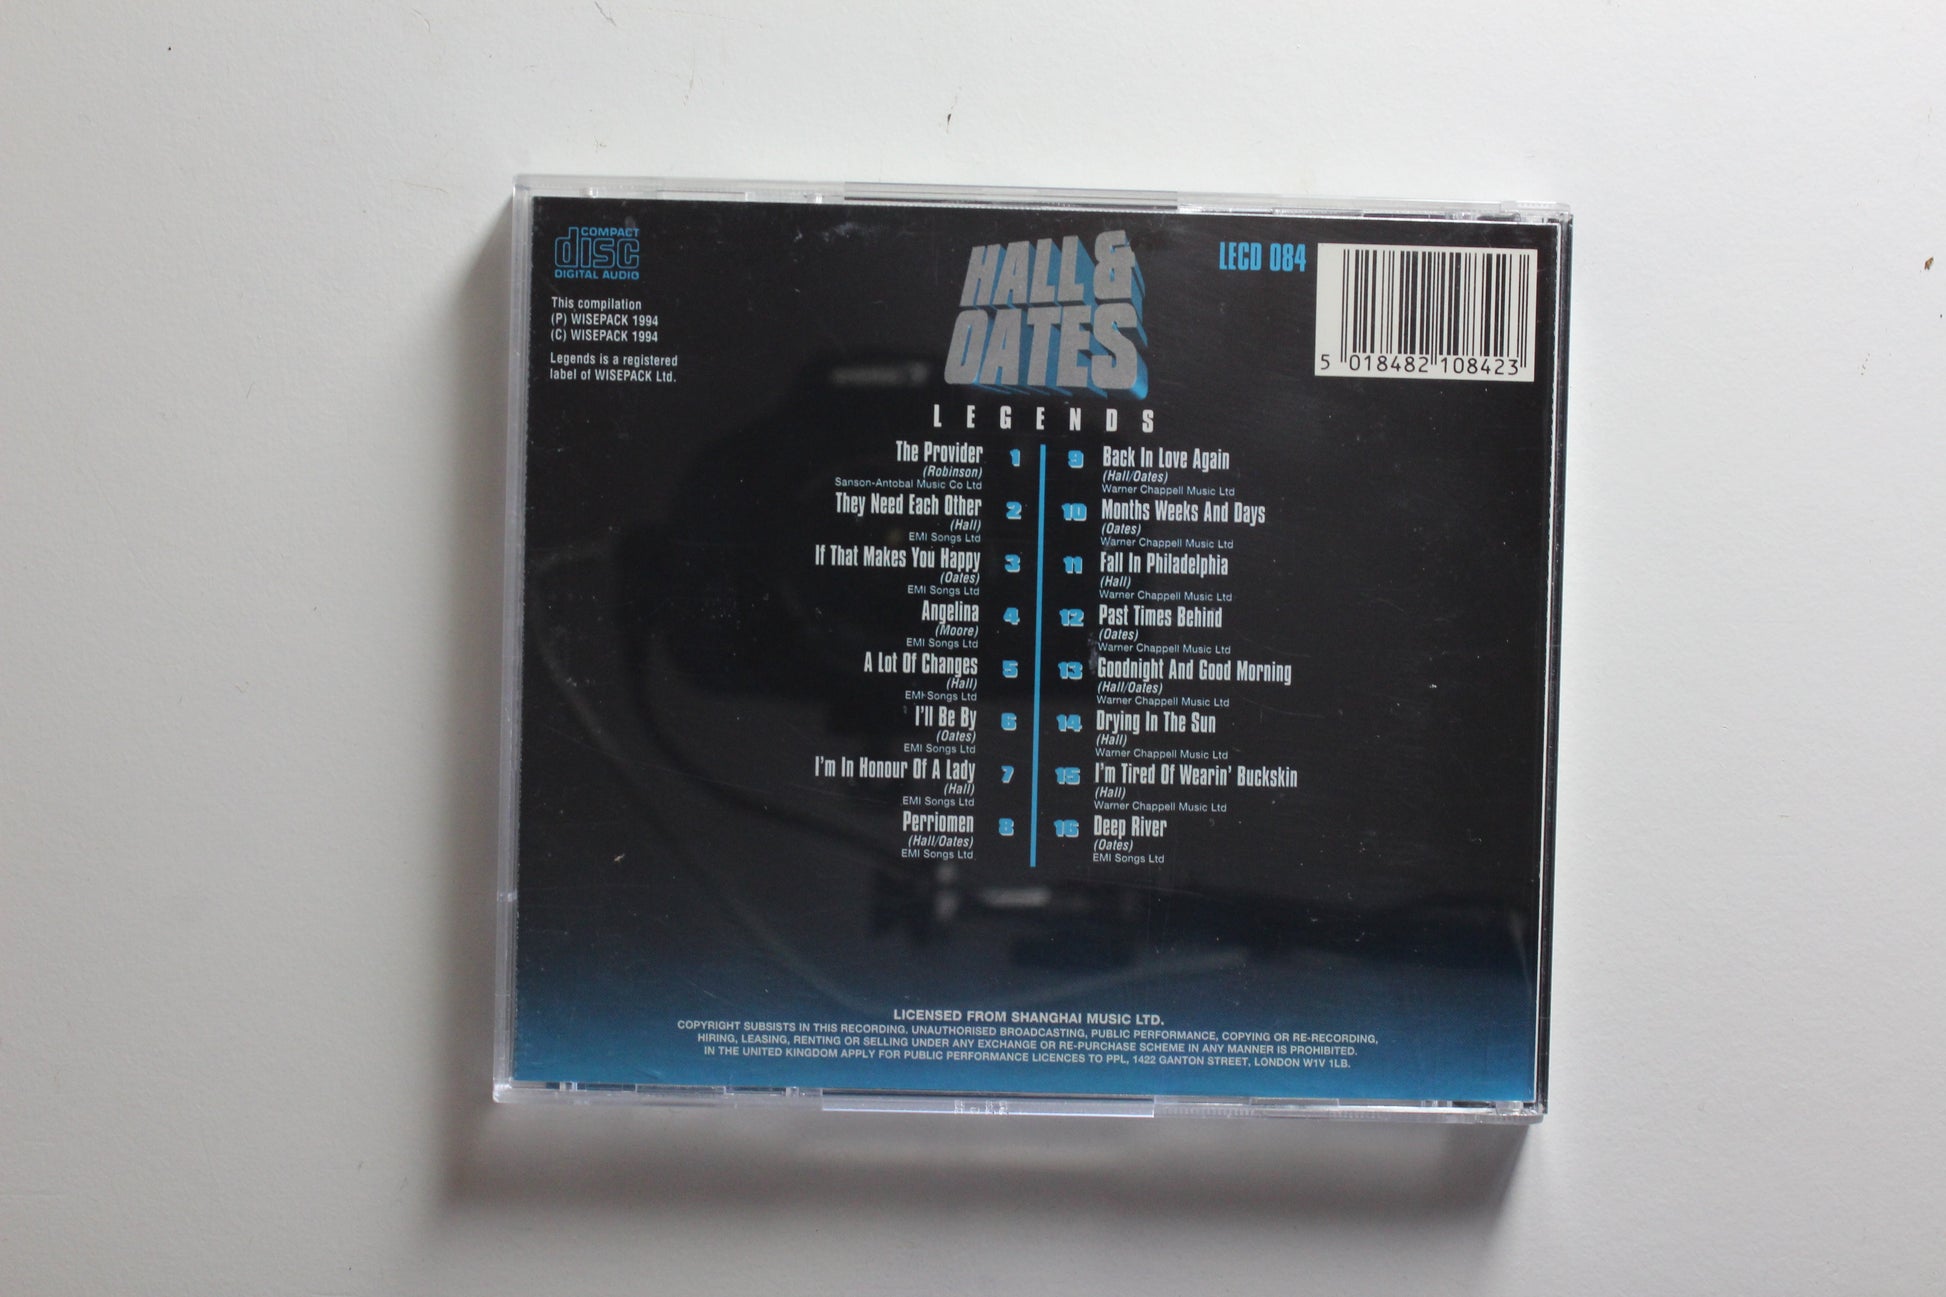 COMPACT
disc
DIGITAL AUDIO
This compilation
(P) WISEPACK 1994
(C) WISEPACK 1994
Legends is a registered
label of WISEPACK Ltd.
HALL &
OATES
LEGENDS
LECD 084
5 018482 108423
The Provider 1
(Robinson)
Sanson-Antobal Music Co Ltd
They Need Each Other 2
(Hall)
EMI Songs Ltd
If That Makes You Happy 3
(Oates)
EMI Songs Ltd
Angelina 4
(Moore)
EMI Songs Ltd
A Lot Of Changes 5
(Hall)
EMI Songs Ltd
I'll Be By 6
(Oates)
EMI Songs Ltd
I'm In Honour Of A Lady 7
(Hall)
EMI Songs Ltd
Perriomen 8
(Hall/Oates)
EMI Songs Ltd
9 Back In Love Again
(Hall/Oates)
Warner Chappell Music Ltd
10 Months Weeks And Days
(Oates)
Warner Chappell Music Ltd
11 Fall In Philadelphia
(Hall)
Warner Chappell Music Ltd
12 Past Times Behind
(Oates)
Warner Chappell Music Ltd
13 Goodnight And Good Morning
(Hall/Oates)
Warner Chappell Music Ltd
14 Drying In The Sun
(Hall)
Warner Chappell Music Ltd
15 I'm Tired Of Wearin' Buckskin
(Hall)
Warner Chappell Music Ltd
16 Deep River
(Oates)
EMI Songs Ltd
LICENSED FROM SHANGHAI MUSIC LTD.
COPYRIGHT SUBSISTS IN THIS RECORDING. UNAUTHORISED BROADCASTING, PUBLIC PERFORMANCE, COPYING OR RE-RECORDING,
HIRING, LEASING, RENTING OR SELLING UNDER ANY EXCHANGE OR RE-PURCHASE SCHEME IN ANY MANNER IS PROHIBITED.
IN THE UNITED KINGDOM APPLY FOR PUBLIC PERFORMANCE LICENCES TO PPL, 1422 GANTON STREET, LONDON W1V 1LB.